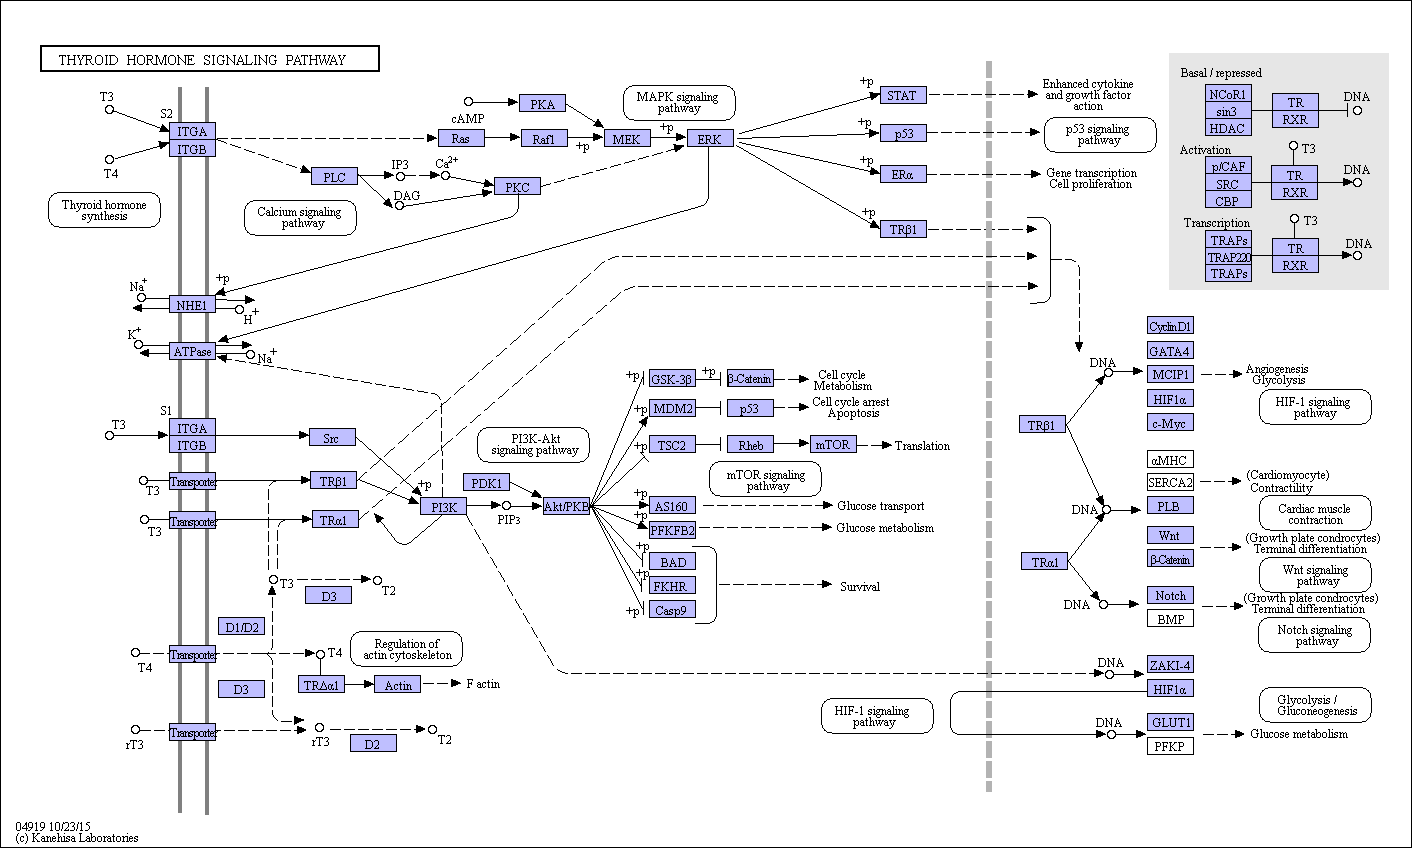 THYROID HORMONE SIGNALING PATHWAY
T3
S2
ITGA
ITGB
T4
Thyroid hormone
synthesis
cAMP
PKA
Ras
Raf1
+p
MEK
+p
ERK
MAPK signaling
pathway
PLC
IP3
Ca2+
DAG
PKC
Calcium signaling
pathway
+p
STAT
Enhanced cytokine
and growth factor
action
+p
p53
p53 signaling
pathway
+p
ERα
Gene transcription
Cell proliferation
+p
TRβ1
Basal / repressed
NCoR1
sin3
HDAC
TR
RXR
DNA
Activation
p/CAF
SRC
CBP
T3
TR
RXR
DNA
Transcription
TRAPs
TRAP220
TRAPs
T3
TR
RXR
DNA
Na+
+p
NHE1
H+
K+
ATPase
Na+
S1
T3
ITGA
ITGB
Src
Transporter
T3
TRβ1
Transporter
T3
TRα1
+p
PI3K
PI3K-Akt
signaling pathway
PDK1
PIP3
Akt/PKB
+p
GSK-3β
+p
β-Catenin
Cell cycle
Metabolism
+p
MDM2
p53
Cell cycle arrest
Apoptosis
+p
TSC2
Rheb
mTOR
Translation
mTOR signaling
pathway
+p
AS160
Glucose transport
+p
PFKFB2
Glucose metabolism
+p
BAD
+p
FKHR
+p
Casp9
Survival
T3
T2
D3
D1/D2
Transporter
T4
T4
Regulation of
actin cytoskeleton
D3
TRΔα1
Actin
F actin
Transporter
rT3
rT3
T2
D2
TRβ1
TRα1
DNA
Cyclin D1
GATA4
MCIP1
HIF1α
c-Myc
Angiogenesis
Glycolysis
HIF-1 signaling
pathway
DNA
αMHC
SERCA2
PLB
Wnt
β-Catenin
(Cardiomyocyte)
Contractility
Cardiac muscle
contraction
(Growth plate condrocytes)
Terminal differentiation
Wnt signaling
pathway
DNA
Notch
BMP
(Growth plate condrocytes)
Terminal differentiation
Notch signaling
pathway
DNA
ZAKI-4
HIF1α
HIF-1 signaling
pathway
DNA
GLUT1
PFKP
Glycolysis /
Gluconeogenesis
Glucose metabolism
04919 10/23/15
(c) Kanehisa Laboratories